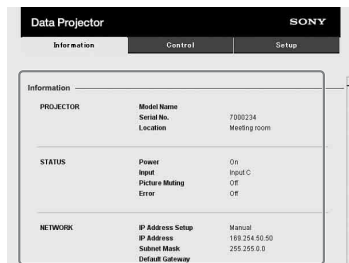 Data Projector
SONY
Information Control Setup
Information
PROJECTOR Model Name
Serial No. 7000234
Location Meeting room
STATUS Power On
Input Input C
Picture Muting Off
Error Off
NETWORK IP Address Setup Manual
IP Address 169.254.50.50
Subnet Mask 255.255.0.0
Default Gateway